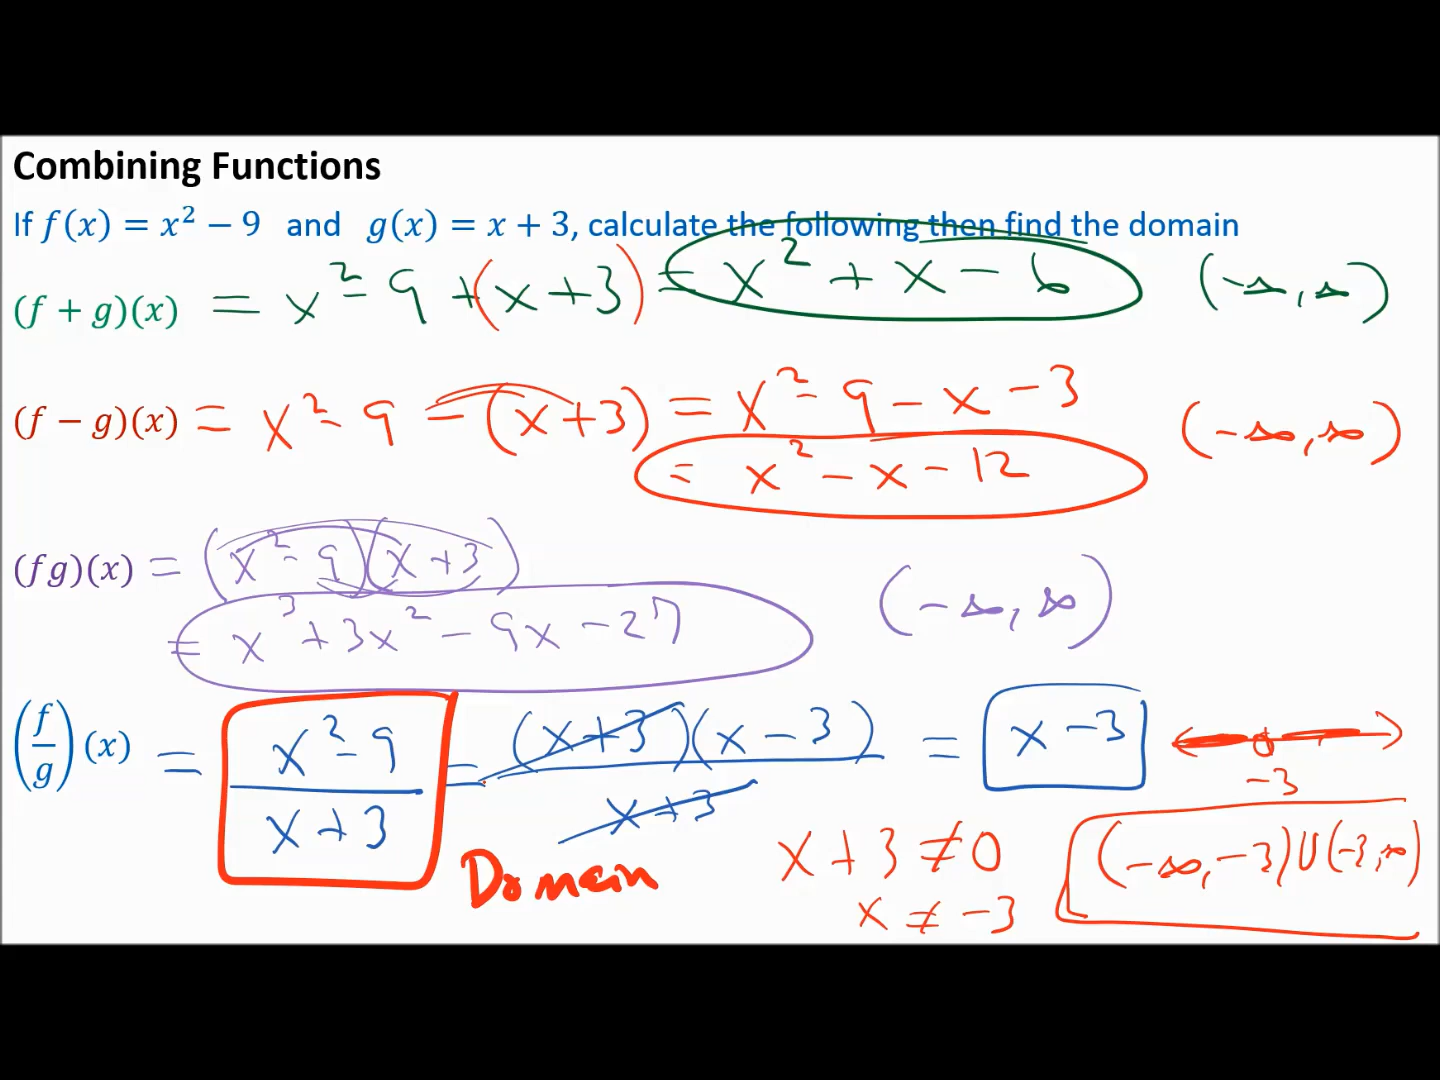 Combining Functions
If f(x) = x² − 9 and g(x) = x + 3, calculate the following then find the domain
(f + g)(x) = x² − 9 + (x + 3) = x² + x − 6 (−∞, ∞)
(f − g)(x) = x² − 9 − (x + 3) = x² − 9 − x − 3 (−∞, ∞)
= x² − x − 12
(fg)(x) = (x² − 9)(x + 3) (−∞, ∞)
= x³ + 3x² − 9x − 27
(f/g)(x) = (x² − 9)/(x + 3) = (x + 3)(x − 3)/(x + 3) = x − 3
−3
Domain x + 3 ≠ 0 (−∞, −3) U (−3, ∞)
x ≠ −3